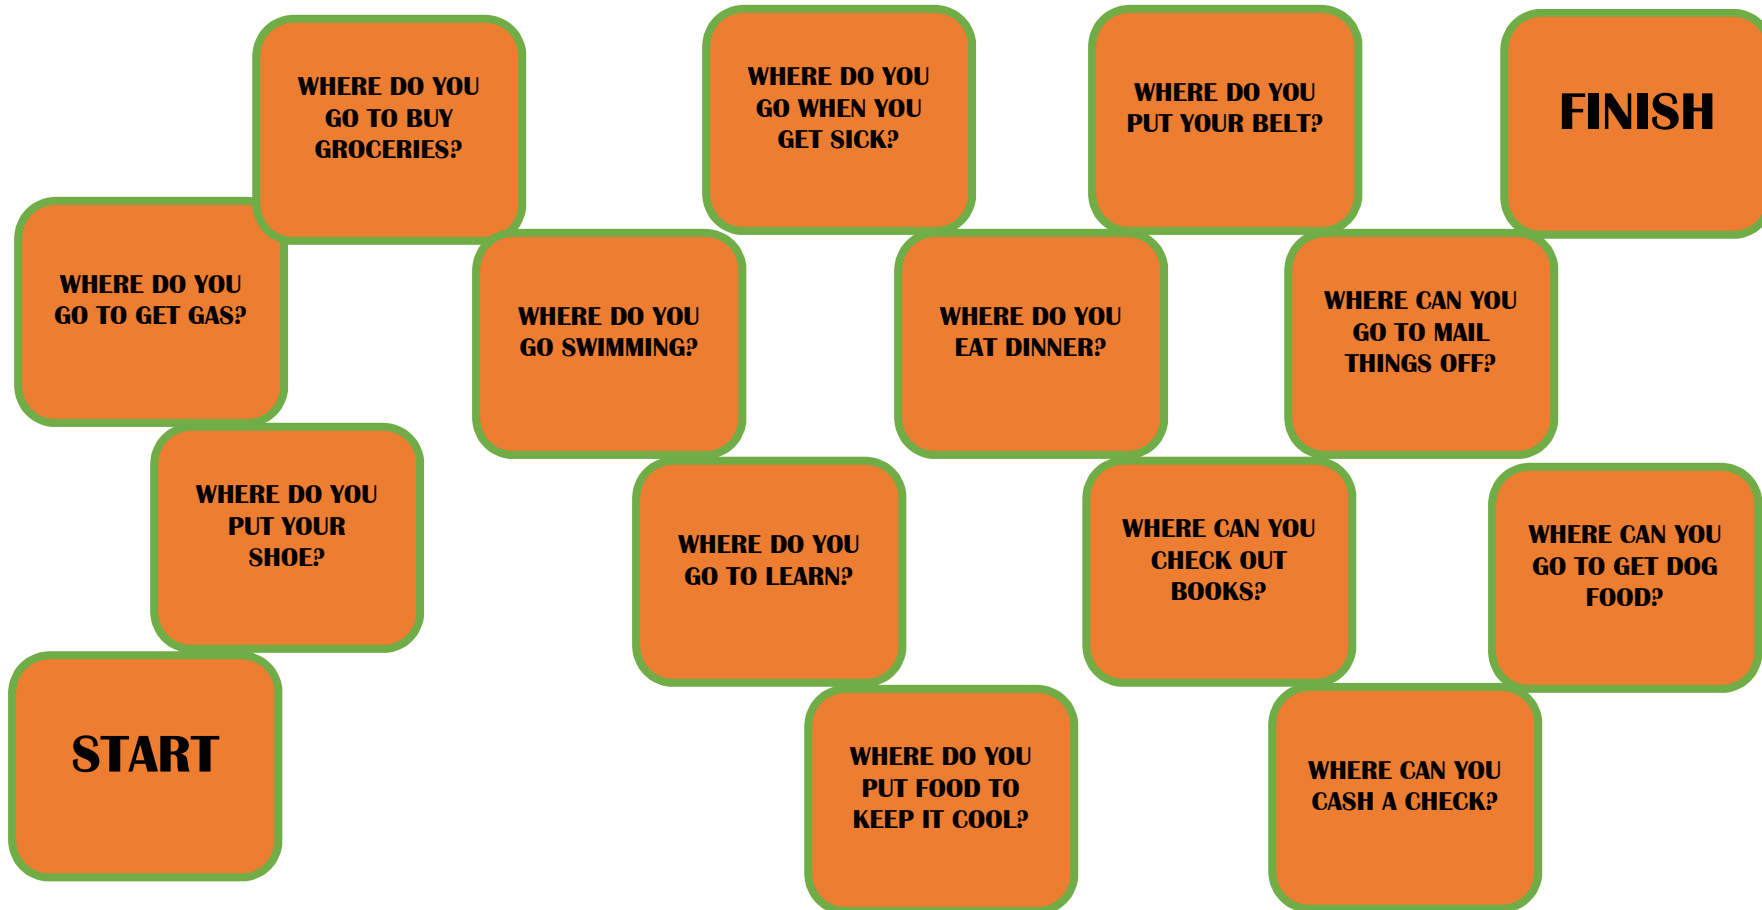 WHERE DO YOU
GO TO BUY
GROCERIES?
WHERE DO YOU
GO WHEN YOU
GET SICK?
WHERE DO YOU
PUT YOUR BELT?
FINISH
WHERE DO YOU
GO TO GET GAS?
WHERE DO YOU
GO SWIMMING?
WHERE DO YOU
EAT DINNER?
WHERE CAN YOU
GO TO MAIL
THINGS OFF?
WHERE DO YOU
PUT YOUR
SHOE?
WHERE DO YOU
GO TO LEARN?
WHERE CAN YOU
CHECK OUT
BOOKS?
WHERE CAN YOU
GO TO GET DOG
FOOD?
START
WHERE DO YOU
PUT FOOD TO
KEEP IT COOL?
WHERE CAN YOU
CASH A CHECK?